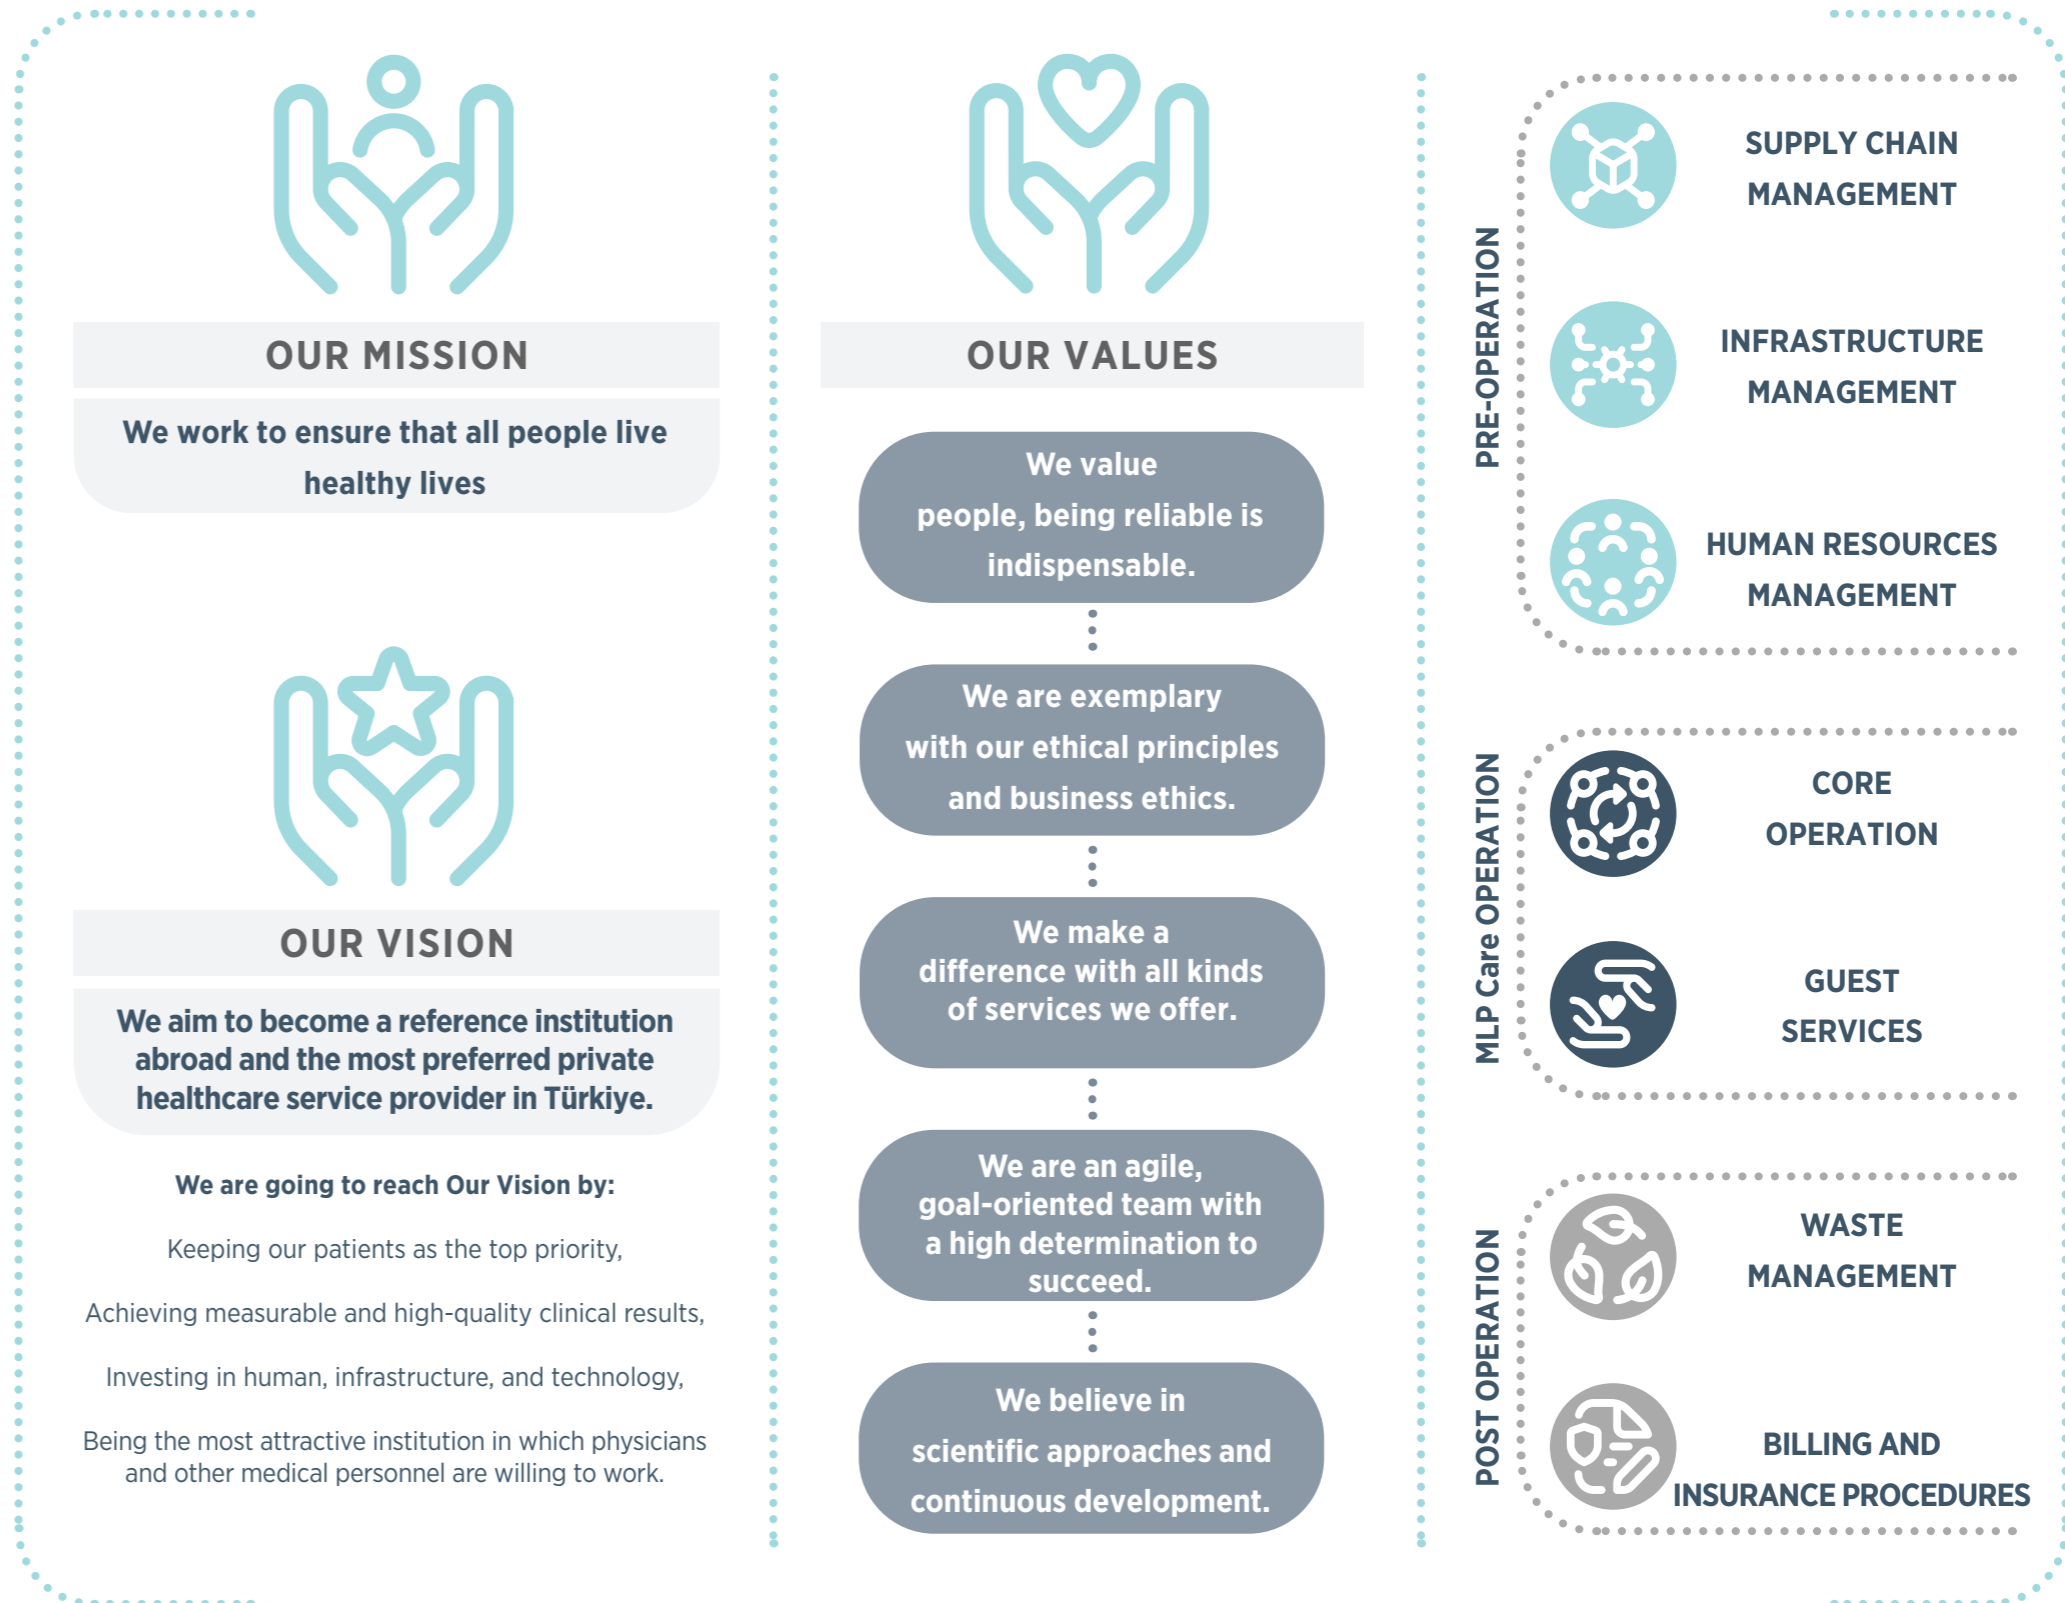 OUR MISSION
We work to ensure that all people live
healthy lives
OUR VISION
We aim to become a reference institution
abroad and the most preferred private
healthcare service provider in Türkiye.
We are going to reach Our Vision by:
Keeping our patients as the top priority,
Achieving measurable and high-quality clinical results,
Investing in human, infrastructure, and technology,
Being the most attractive institution in which physicians
and other medical personnel are willing to work.
OUR VALUES
We value
people, being reliable is
indispensable.
We are exemplary
with our ethical principles
and business ethics.
We make a
difference with all kinds
of services we offer.
We are an agile,
goal-oriented team with
a high determination to
succeed.
We believe in
scientific approaches and
continuous development.
PRE-OPERATION
SUPPLY CHAIN
MANAGEMENT
INFRASTRUCTURE
MANAGEMENT
HUMAN RESOURCES
MANAGEMENT
MLP Care OPERATION
CORE
OPERATION
GUEST
SERVICES
POST OPERATION
WASTE
MANAGEMENT
BILLING AND
INSURANCE PROCEDURES